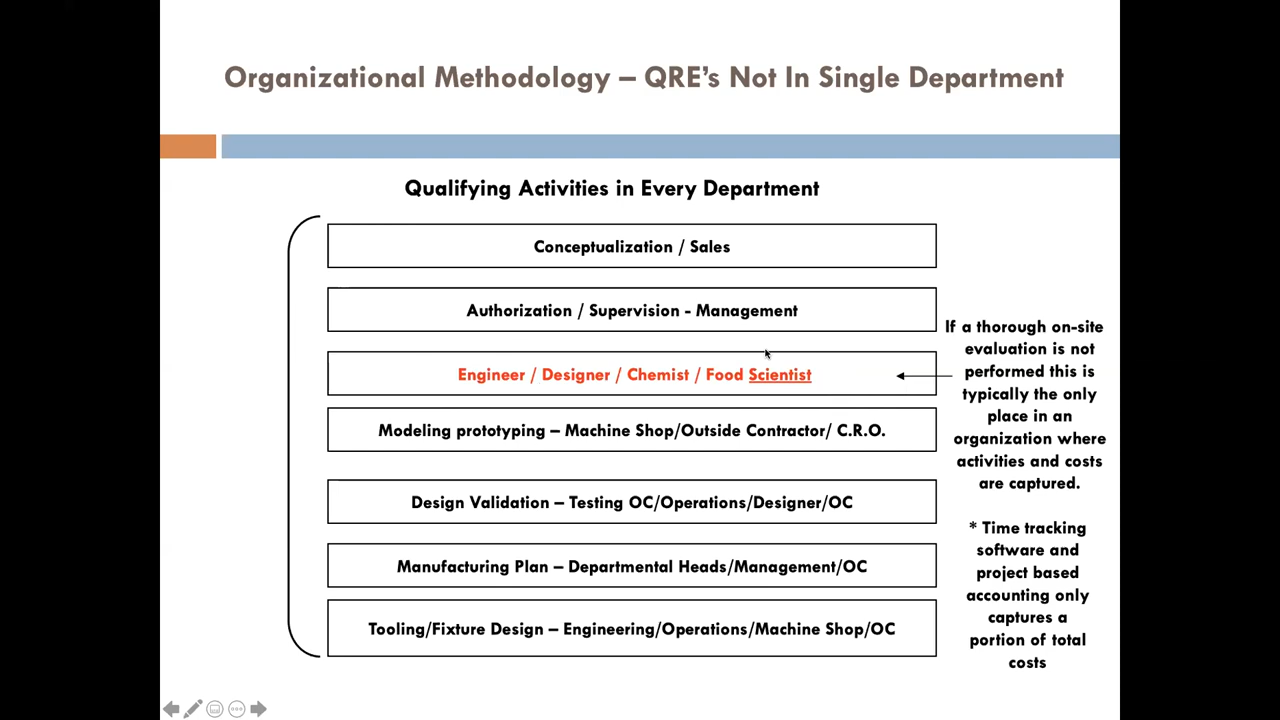 Organizational Methodology – QRE’s Not In Single Department
Qualifying Activities in Every Department
Conceptualization / Sales
Authorization / Supervision - Management
Engineer / Designer / Chemist / Food Scientist
Modeling prototyping – Machine Shop/Outside Contractor/ C.R.O.
Design Validation – Testing OC/Operations/Designer/OC
Manufacturing Plan – Departmental Heads/Management/OC
Tooling/Fixture Design – Engineering/Operations/Machine Shop/OC
If a thorough on-site
evaluation is not
performed this is
typically the only
place in an
organization where
activities and costs
are captured.
* Time tracking
software and
project based
accounting only
captures a
portion of total
costs